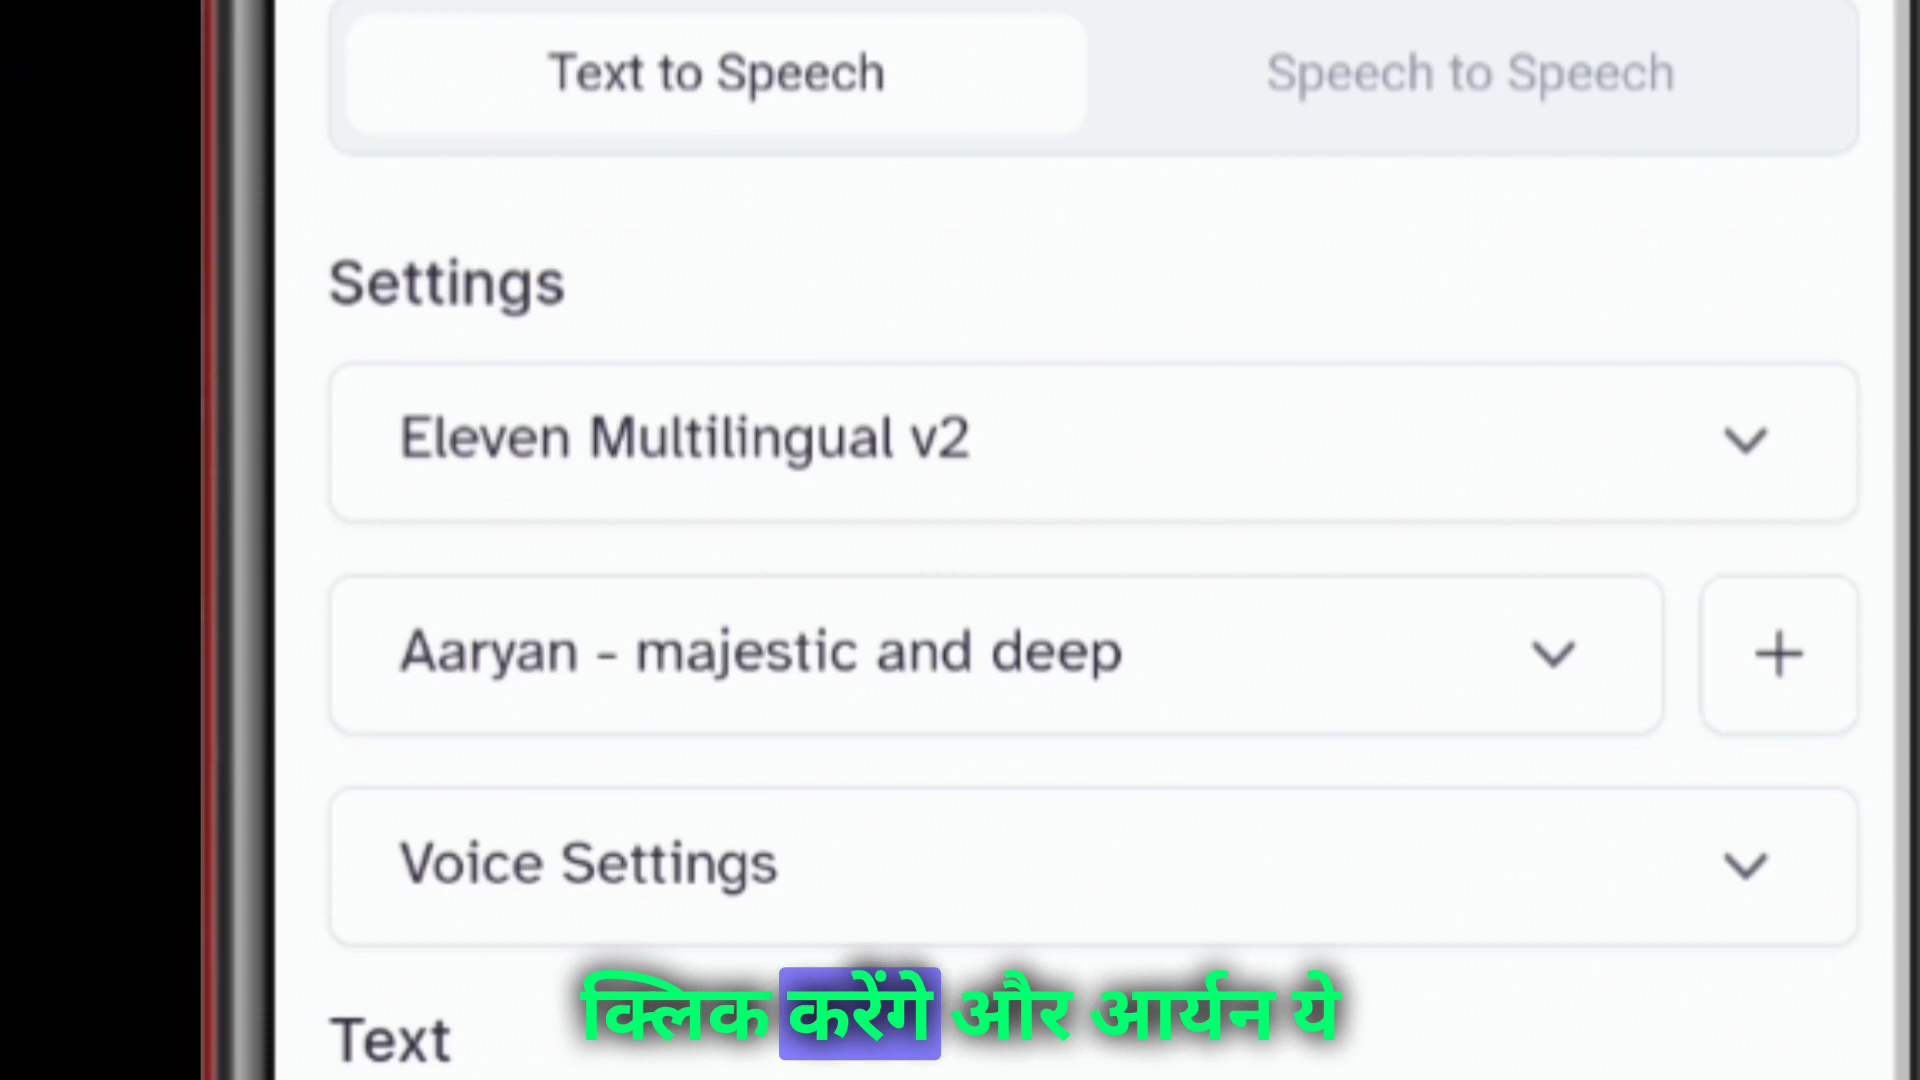 Text to Speech
Speech to Speech
Settings
Eleven Multilingual v2
Aaryan - majestic and deep
+
Voice Settings
Text
क्लिक करेंगे और आर्यन ये